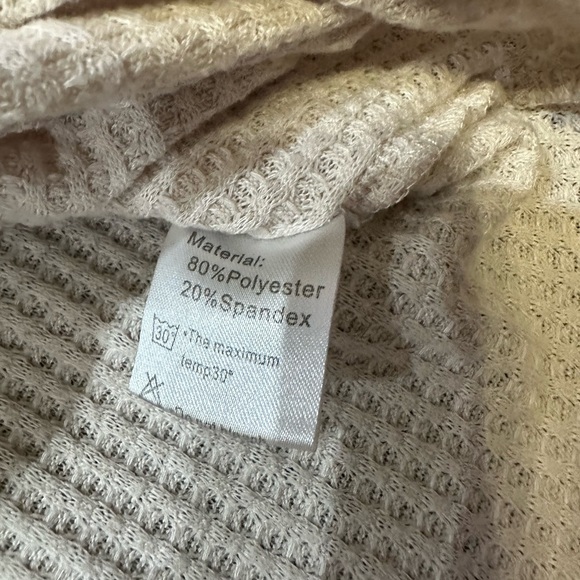 Material:
80%Polyester
20%Spandex
30 *The maximum
temp30°